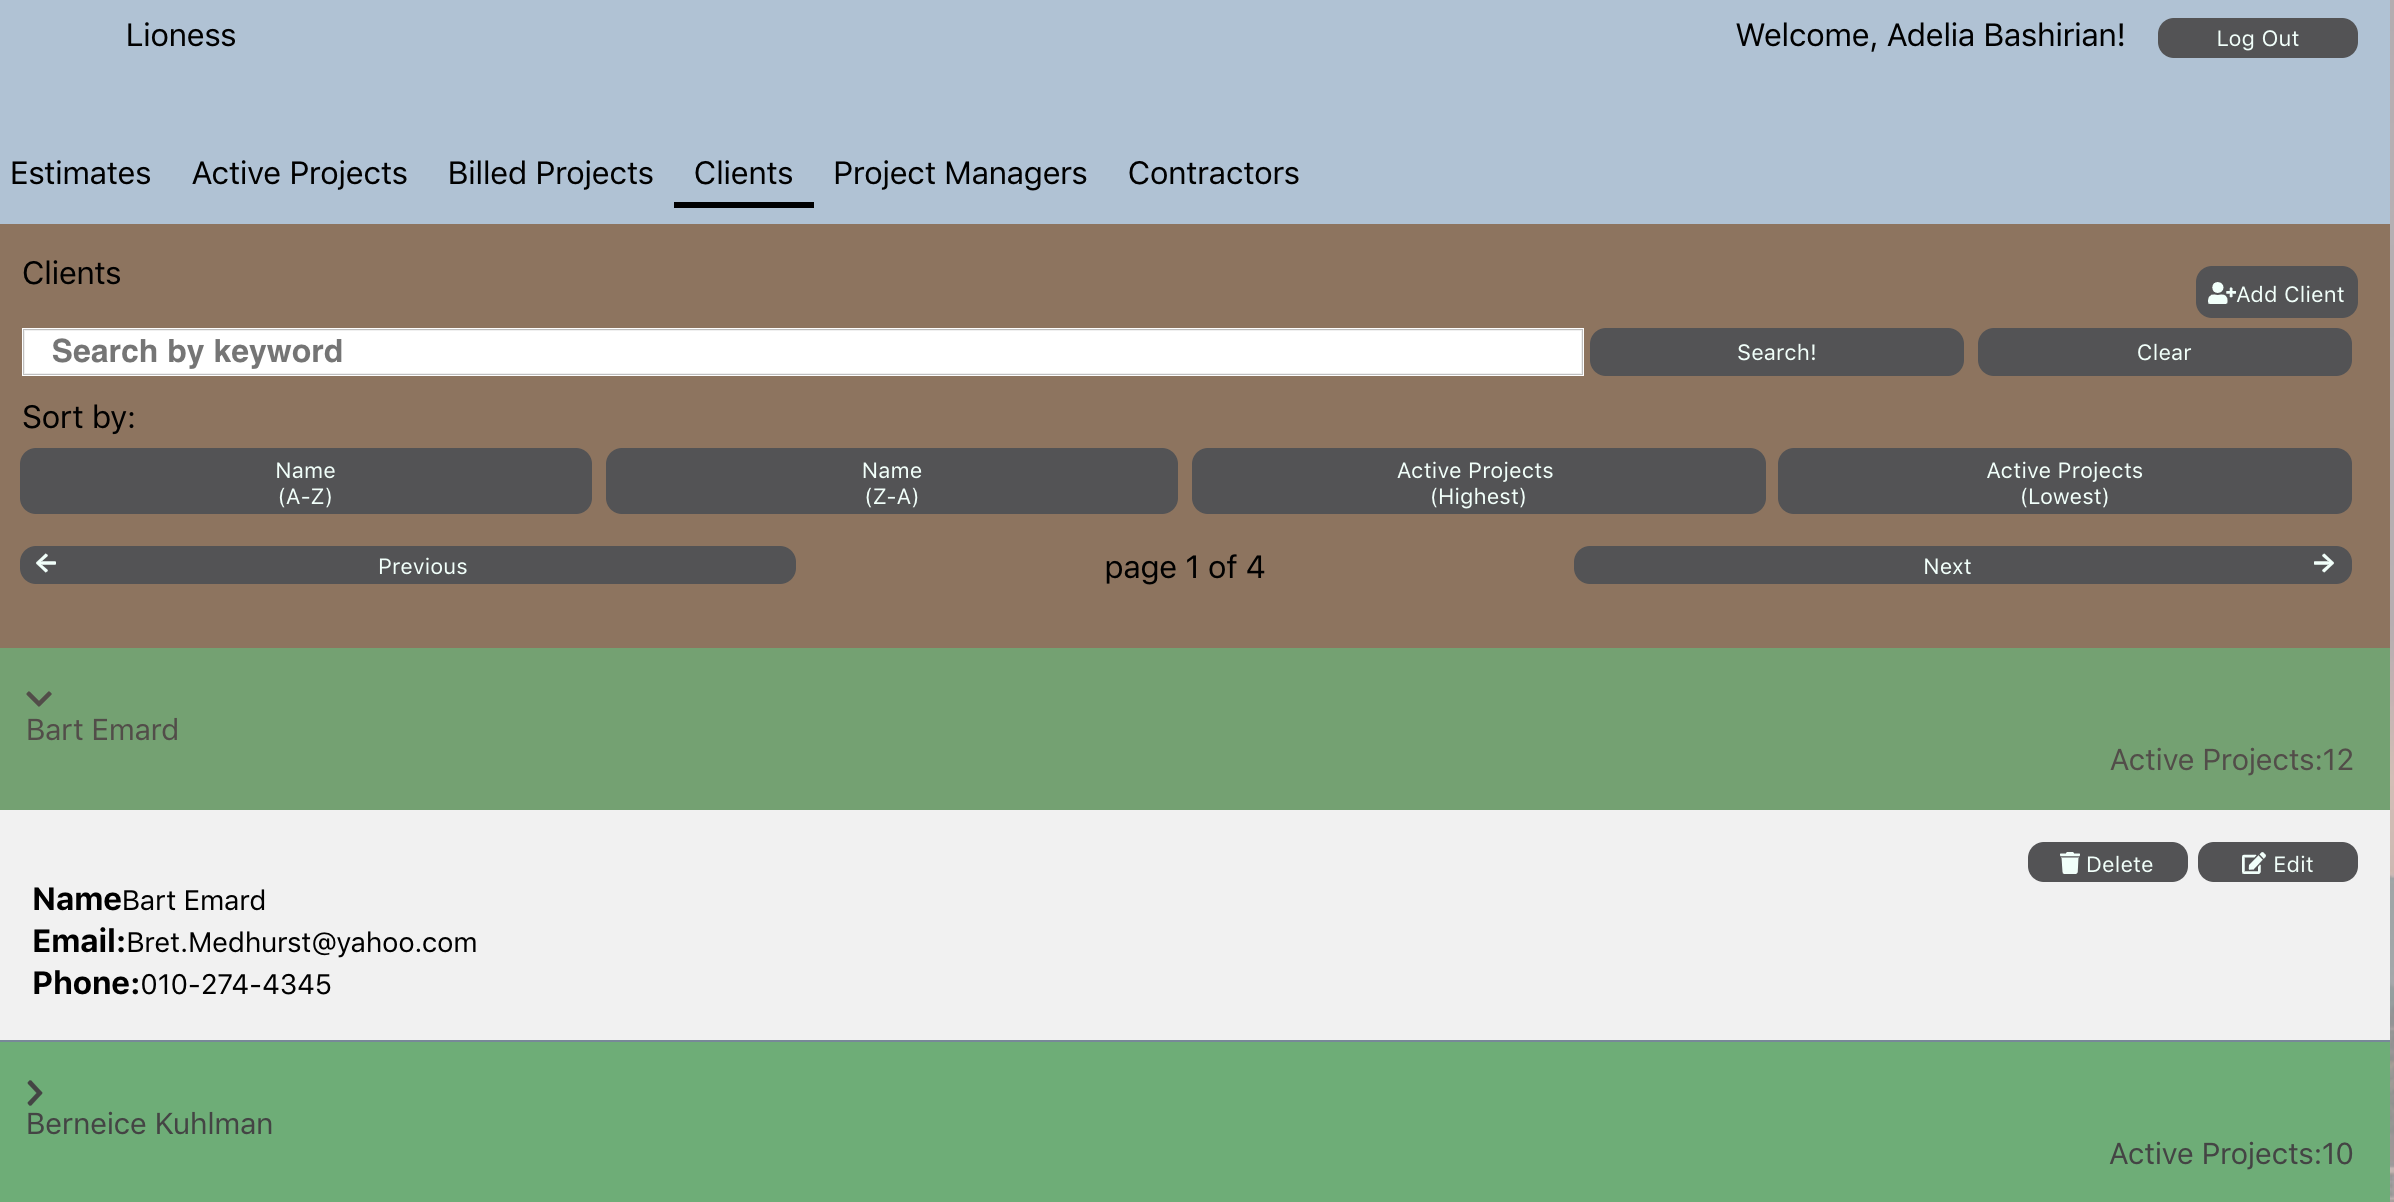 Lioness
Welcome, Adelia Bashirian!
Log Out
Estimates Active Projects Billed Projects Clients Project Managers Contractors
Clients
Add Client
Search by keyword
Search!
Clear
Sort by:
Name
(A-Z)
Name
(Z-A)
Active Projects
(Highest)
Active Projects
(Lowest)
Previous
page 1 of 4
Next
Bart Emard
Active Projects:12
Delete
Edit
NameBart Emard
Email:Bret.Medhurst@yahoo.com
Phone:010-274-4345
Berneice Kuhlman
Active Projects:10